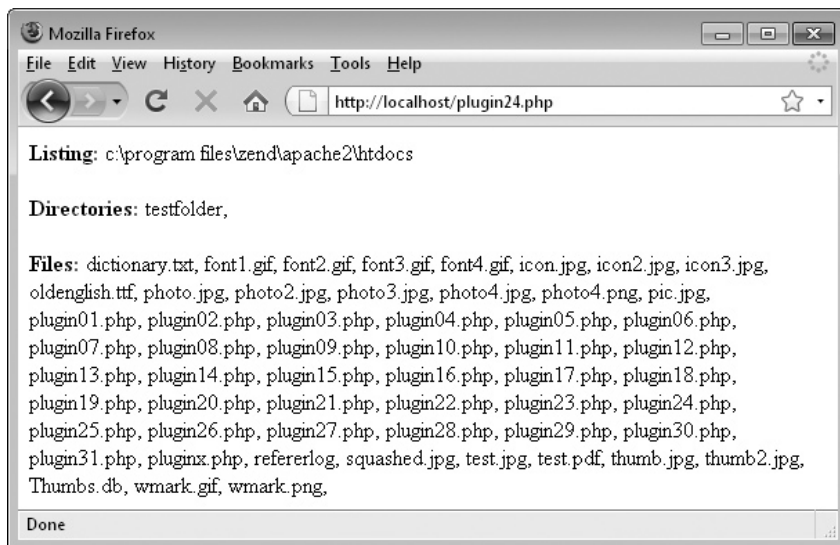 Mozilla Firefox
File Edit View History Bookmarks Tools Help
http://localhost/plugin24.php
Listing: c:\program files\zend\apache2\htdocs
Directories: testfolder,
Files: dictionary.txt, font1.gif, font2.gif, font3.gif, font4.gif, icon.jpg, icon2.jpg, icon3.jpg,
oldenglish.ttf, photo.jpg, photo2.jpg, photo3.jpg, photo4.jpg, photo4.png, pic.jpg,
plugin01.php, plugin02.php, plugin03.php, plugin04.php, plugin05.php, plugin06.php,
plugin07.php, plugin08.php, plugin09.php, plugin10.php, plugin11.php, plugin12.php,
plugin13.php, plugin14.php, plugin15.php, plugin16.php, plugin17.php, plugin18.php,
plugin19.php, plugin20.php, plugin21.php, plugin22.php, plugin23.php, plugin24.php,
plugin25.php, plugin26.php, plugin27.php, plugin28.php, plugin29.php, plugin30.php,
plugin31.php, pluginx.php, refererlog, squashed.jpg, test.jpg, test.pdf, thumb.jpg, thumb2.jpg,
Thumbs.db, wmark.gif, wmark.png,
Done